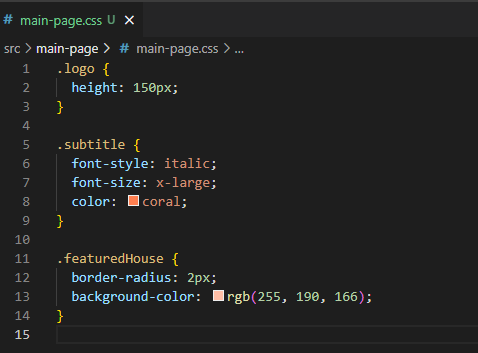 # main-page.css U ×
src > main-page > # main-page.css > ...
1 .logo {
2   height: 150px;
3 }
4
5 .subtitle {
6   font-style: italic;
7   font-size: x-large;
8   color: coral;
9 }
10
11 .featuredHouse {
12   border-radius: 2px;
13   background-color: rgb(255, 190, 166);
14 }
15